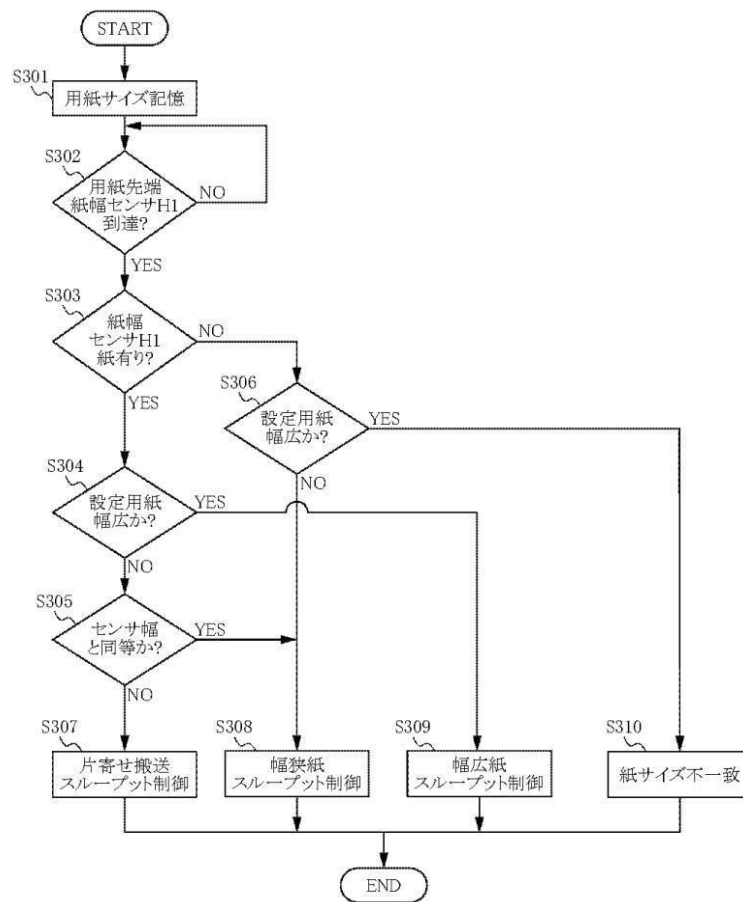 START
S301
用紙サイズ記憶
S302
用紙先端
紙幅センサH1
到達?
NO
YES
S303
紙幅
センサH1
紙有り?
NO
YES
S306
設定用紙
幅広か?
YES
NO
S304
設定用紙
幅広か?
YES
NO
S305
センサ幅
と同等か?
YES
NO
S307
片寄せ搬送
スループット制御
S308
幅狭紙
スループット制御
S309
幅広紙
スループット制御
S310
紙サイズ不一致
END